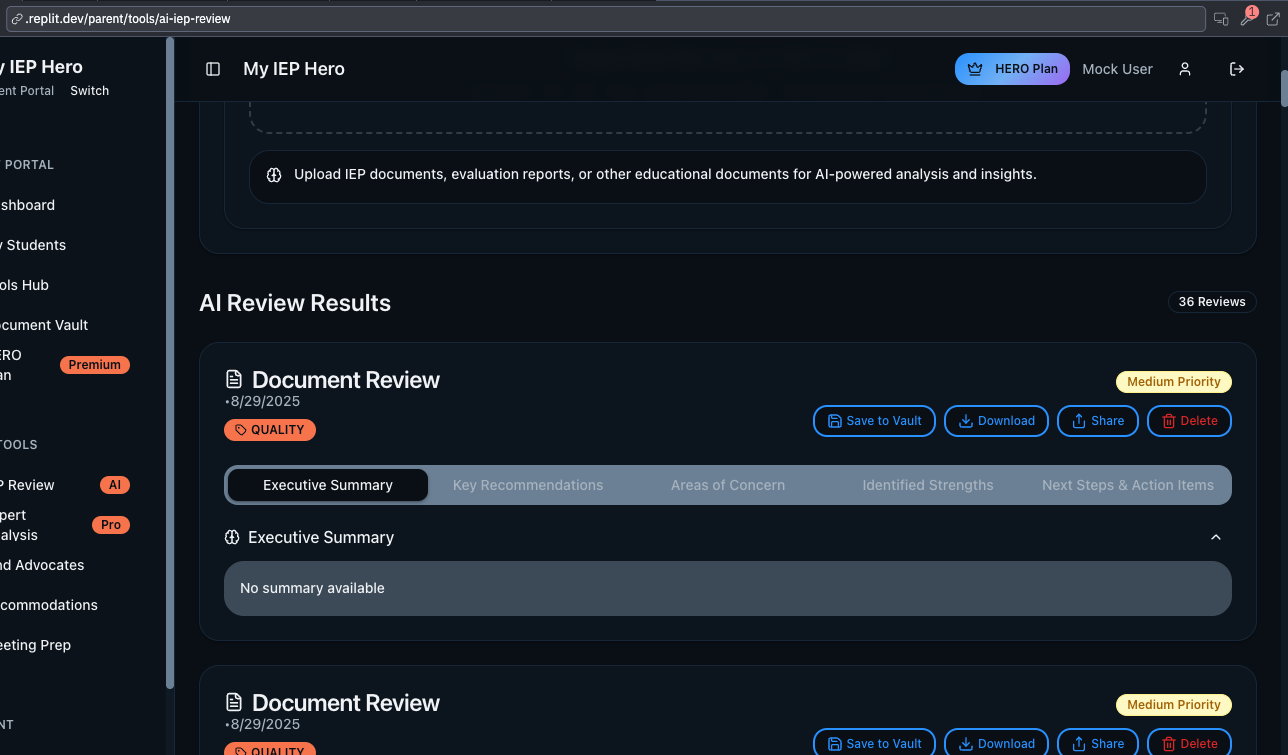 .replit.dev/parent/tools/ai-iep-review
1
y IEP Hero
ent Portal Switch
My IEP Hero
HERO Plan
Mock User
PORTAL
shboard
y Students
ols Hub
ocument Vault
ERO
an
Premium
TOOLS
P Review
AI
pert
alysis
Pro
nd Advocates
commodations
eeting Prep
NT
Upload IEP documents, evaluation reports, or other educational documents for AI-powered analysis and insights.
AI Review Results
36 Reviews
Document Review
Medium Priority
•8/29/2025
QUALITY
Save to Vault
Download
Share
Delete
Executive Summary
Key Recommendations
Areas of Concern
Identified Strengths
Next Steps & Action Items
Executive Summary
No summary available
Document Review
Medium Priority
•8/29/2025
QUALITY
Save to Vault
Download
Share
Delete